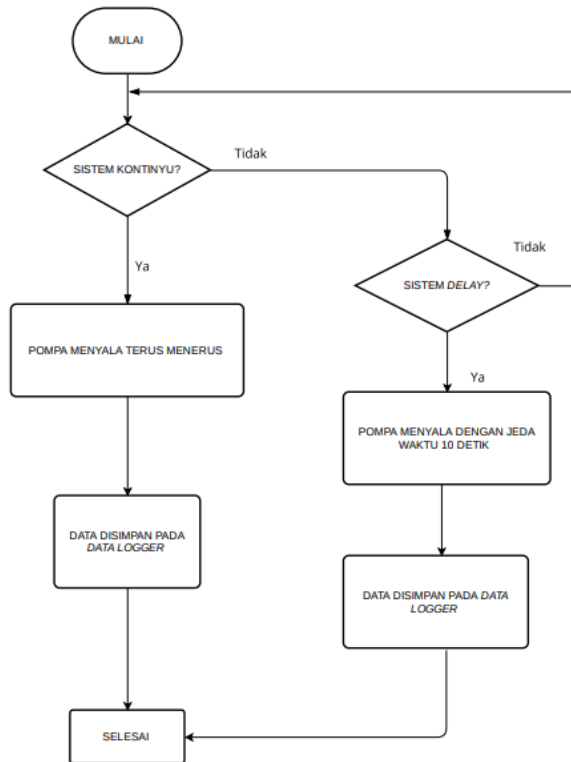 MULAI
SISTEM KONTINYU?
Tidak
Ya
SISTEM DELAY?
Tidak
Ya
POMPA MENYALA TERUS MENERUS
POMPA MENYALA DENGAN JEDA
WAKTU 10 DETIK
DATA DISIMPAN PADA
DATA LOGGER
DATA DISIMPAN PADA DATA
LOGGER
SELESAI